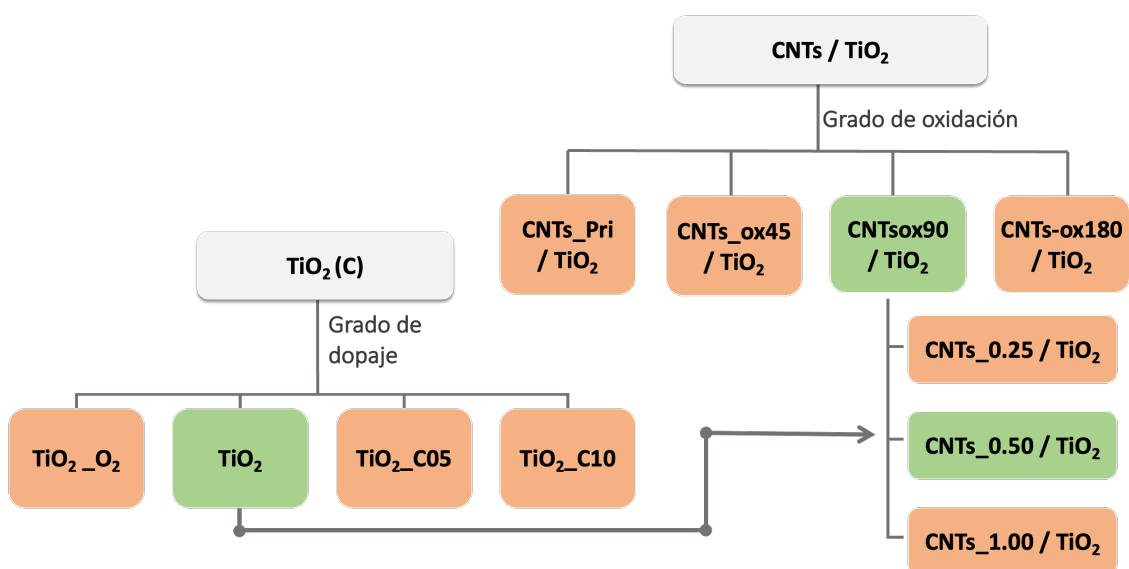 CNTs / TiO₂
Grado de oxidación
CNTs_Pri
/ TiO₂
CNTs_ox45
/ TiO₂
CNTsox90
/ TiO₂
CNTs-ox180
/ TiO₂
TiO₂ (C)
Grado de
dopaje
CNTs_0.25 / TiO₂
TiO₂ _O₂
TiO₂
TiO₂_C05
TiO₂_C10
CNTs_0.50 / TiO₂
CNTs_1.00 / TiO₂